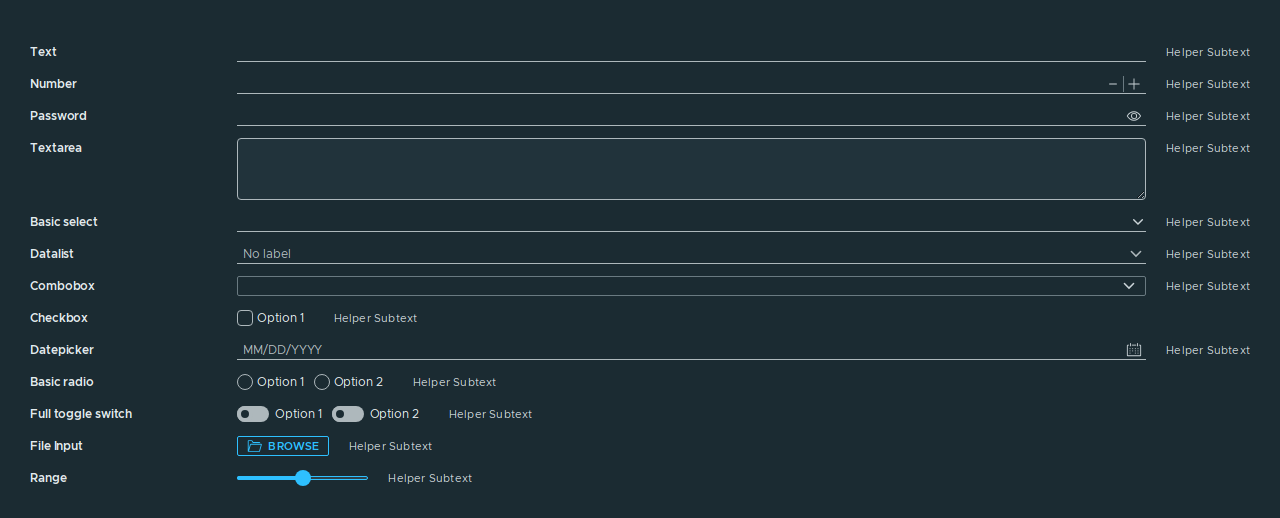 Text Helper Subtext
Number Helper Subtext
Password Helper Subtext
Textarea Helper Subtext
Basic select Helper Subtext
Datalist No label Helper Subtext
Combobox Helper Subtext
Checkbox Option 1 Helper Subtext
Datepicker MM/DD/YYYY Helper Subtext
Basic radio Option 1 Option 2 Helper Subtext
Full toggle switch Option 1 Option 2 Helper Subtext
File Input BROWSE Helper Subtext
Range Helper Subtext